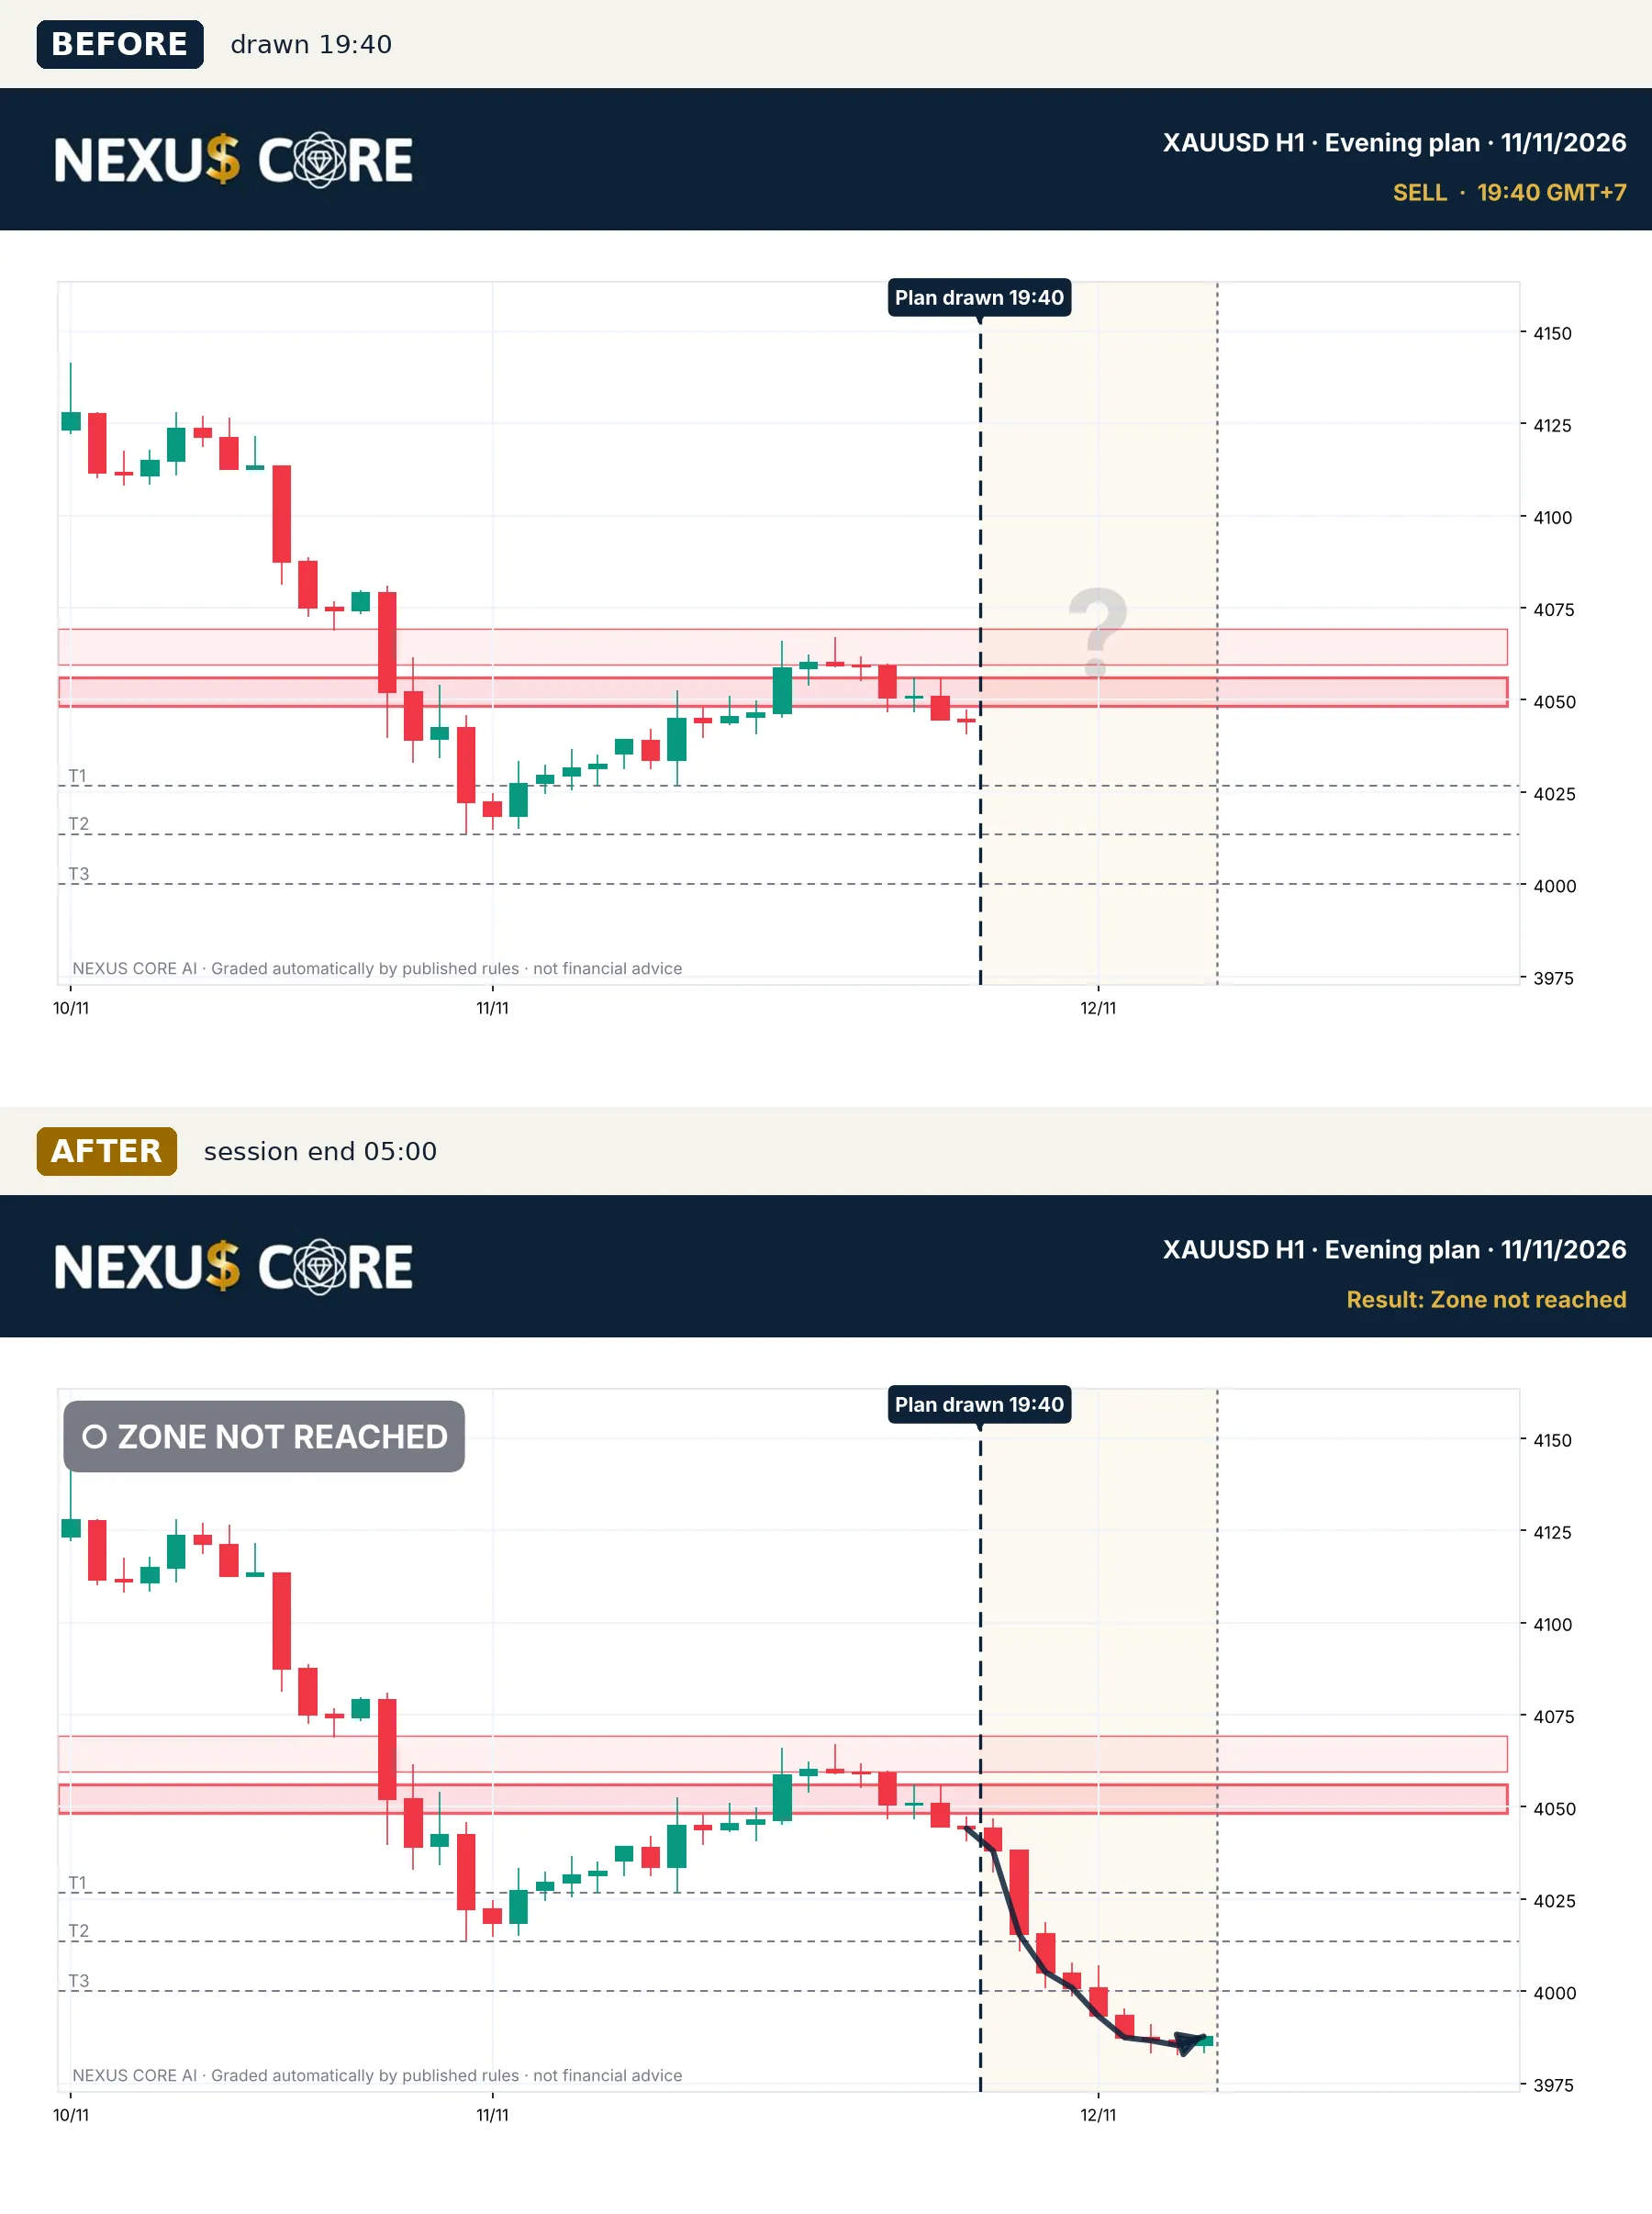 BEFORE drawn 19:40
NEXU$ CORE
XAUUSD H1 · Evening plan · 11/11/2026
SELL · 19:40 GMT+7
Plan drawn 19:40
4150
4125
4100
?
4075
4050
T1
4025
T2
T3
4000
NEXUS CORE AI · Graded automatically by published rules · not financial advice
3975
10/11 11/11 12/11
AFTER session end 05:00
NEXU$ CORE
XAUUSD H1 · Evening plan · 11/11/2026
Result: Zone not reached
Plan drawn 19:40
ZONE NOT REACHED
4150
4125
4100
4075
4050
T1
4025
T2
T3
4000
NEXUS CORE AI · Graded automatically by published rules · not financial advice
3975
10/11 11/11 12/11